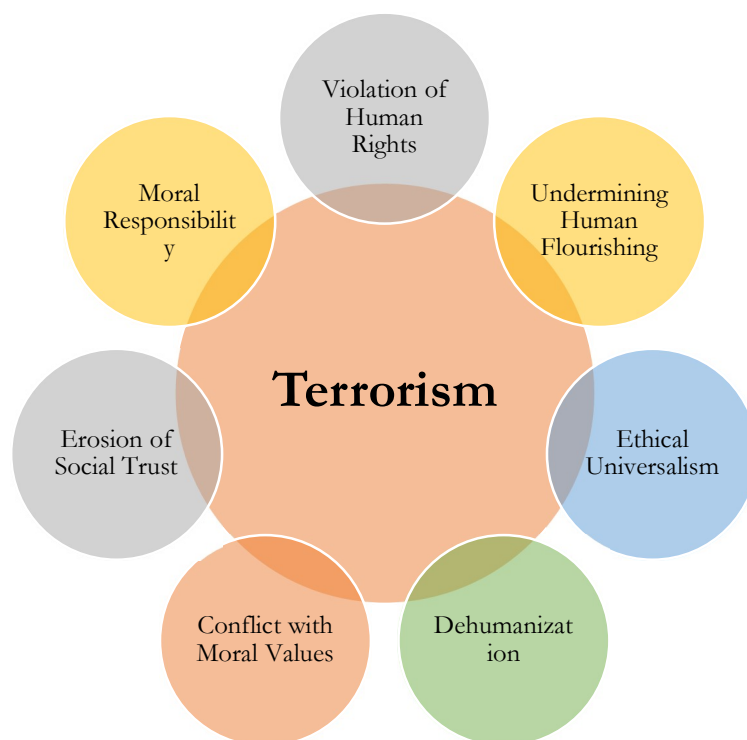 Violation of
Human
Rights
Undermining
Human
Flourishing
Ethical
Universalism
Dehumanizat
ion
Conflict with
Moral Values
Erosion of
Social Trust
Moral
Responsibilit
y
Terrorism